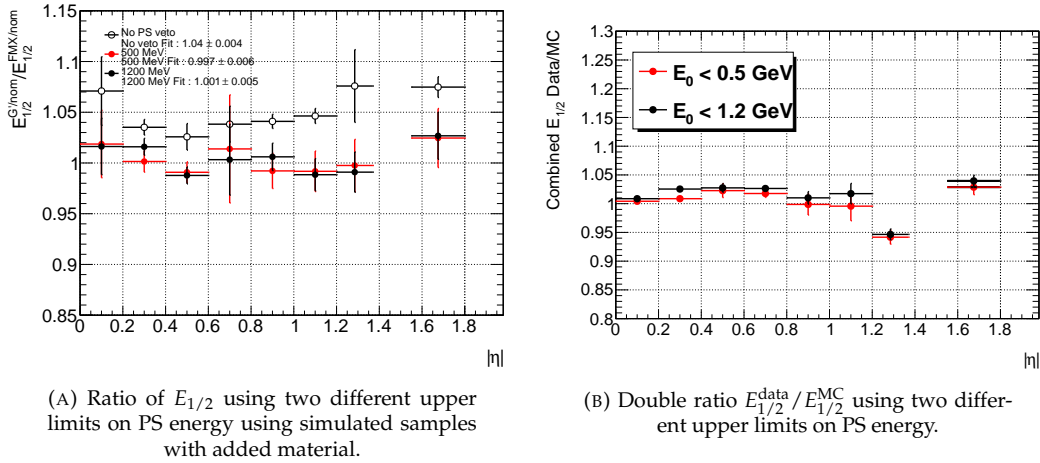 E_{1/2}^{G'/nom}/E_{1/2}^{FMX/nom}
1.15
1.1
1.05
1
0.95
0.9
0.85
No PS veto
No veto Fit : 1.04 ± 0.004
500 MeV
500 MeV Fit : 0.997 ± 0.006
1200 MeV
1200 MeV Fit : 1.001 ± 0.005
0 0.2 0.4 0.6 0.8 1 1.2 1.4 1.6 1.8
|η|
(A) Ratio of E_{1/2} using two different upper
limits on PS energy using simulated samples
with added material.
Combined E_{1/2} Data/MC
1.3
1.25
1.2
1.15
1.1
1.05
1
0.95
0.9
0.85
0.8
E_0 < 0.5 GeV
E_0 < 1.2 GeV
0 0.2 0.4 0.6 0.8 1 1.2 1.4 1.6 1.8
|η|
(B) Double ratio E_{1/2}^{data}/E_{1/2}^{MC} using two differ-
ent upper limits on PS energy.